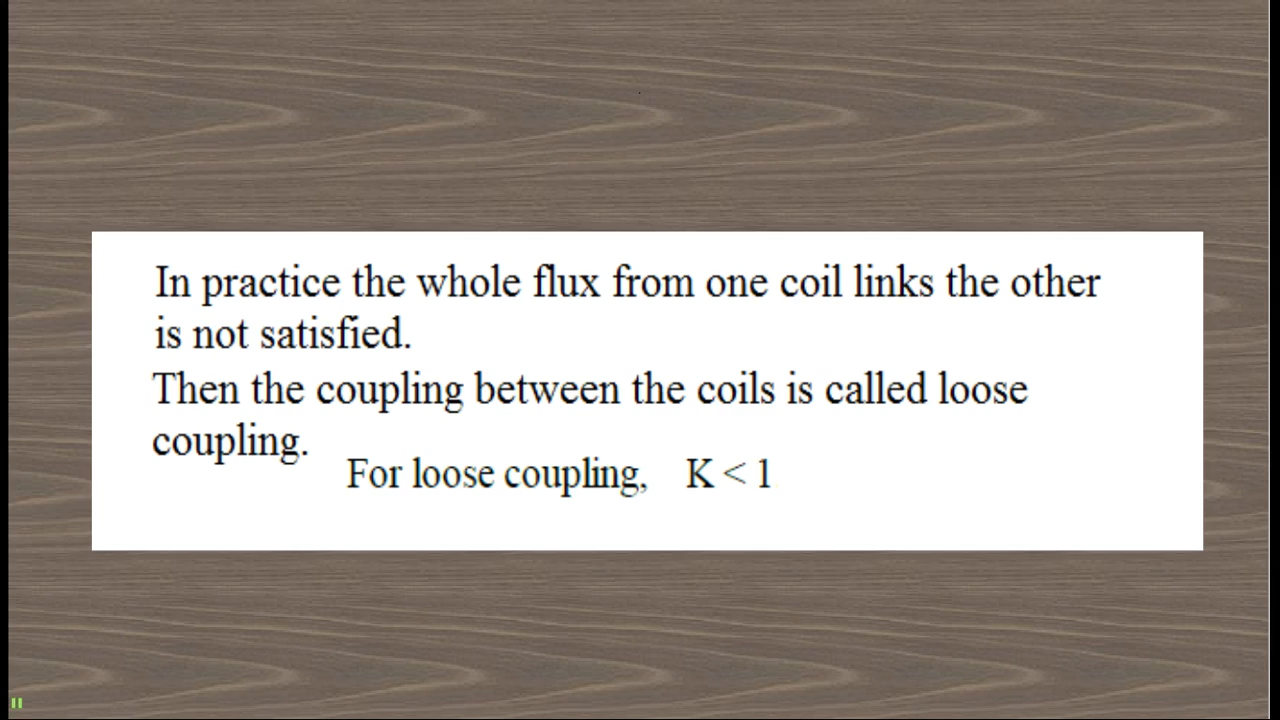 In practice the whole flux from one coil links the other
is not satisfied.
Then the coupling between the coils is called loose
coupling.
For loose coupling, K < 1